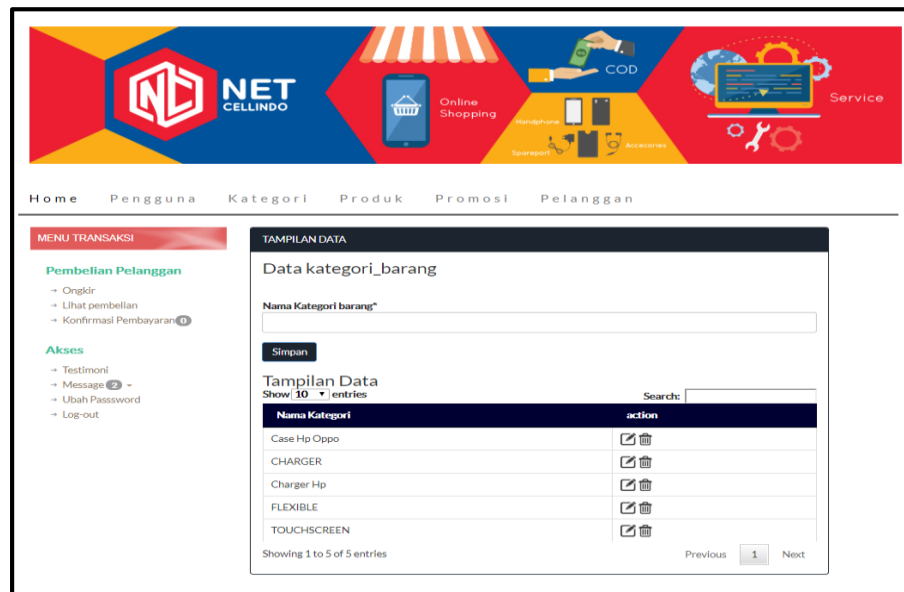 NET
CELLINDO
Online
Shopping
COD
Handphone
Sparepart
Accesories
Service
Home Pengguna Kategori Produk Promosi Pelanggan
MENU TRANSAKSI
Pembelian Pelanggan
→ Ongkir
→ Lihat pembelian
→ Konfirmasi Pembayaran 0
Akses
→ Testimoni
→ Message 2
→ Ubah Passsword
→ Log-out
TAMPILAN DATA
Data kategori_barang
Nama Kategori barang*
Simpan
Tampilan Data
Show 10 entries Search:
Nama Kategori action
Case Hp Oppo
CHARGER
Charger Hp
FLEXIBLE
TOUCHSCREEN
Showing 1 to 5 of 5 entries Previous 1 Next